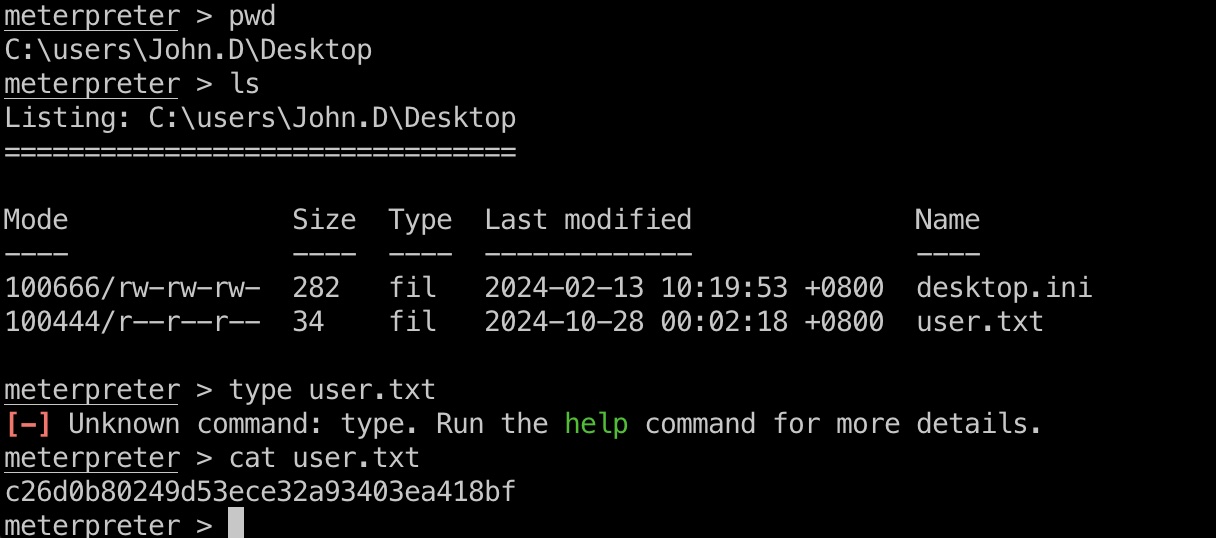 meterpreter > pwd
C:\users\John.D\Desktop
meterpreter > ls
Listing: C:\users\John.D\Desktop
================================
Mode              Size  Type  Last modified              Name
----              ----  ----  -------------              ----
100666/rw-rw-rw-  282   fil   2024-02-13 10:19:53 +0800  desktop.ini
100444/r--r--r--  34    fil   2024-10-28 00:02:18 +0800  user.txt
meterpreter > type user.txt
[-] Unknown command: type. Run the help command for more details.
meterpreter > cat user.txt
c26d0b80249d53ece32a93403ea418bf
meterpreter >